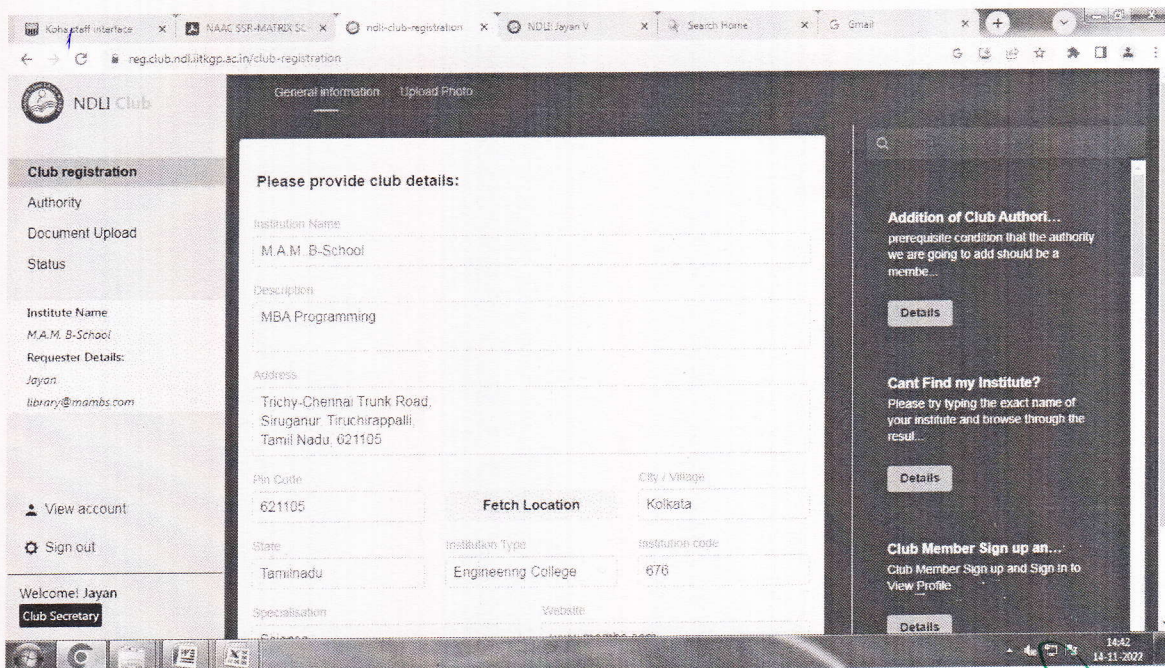 Koha staff interface
NAAC SSR-MATRIX SC
ndli-club-registration
NDLI: Jayan V
Search Home
Gmail
reg.club.ndl.iitkgp.ac.in/club-registration
NDLI Club
Club registration
Authority
Document Upload
Status
Institute Name
M.A.M. B-School
Requester Details:
Jayan
library@mambs.com
View account
Sign out
Welcome! Jayan
Club Secretary
General information Upload Photo
Please provide club details:
Institution Name
M.A.M. B-School
Description
MBA Programming
Address
Trichy-Chennai Trunk Road,
Siruganur, Tiruchirappalli,
Tamil Nadu, 621105
Pin Code
621105
Fetch Location
City / Village
Kolkata
State
Tamilnadu
Institution Type
Engineering College
Institution code
676
Specialisation
Science
Website
www.mambs.com
Addition of Club Authori...
prerequisite condition that the authority
we are going to add should be a
membe...
Details
Cant Find my Institute?
Please try typing the exact name of
your institute and browse through the
resul...
Details
Club Member Sign up an...
Club Member Sign up and Sign in to
View Profile
Details
14:42
14-11-2022